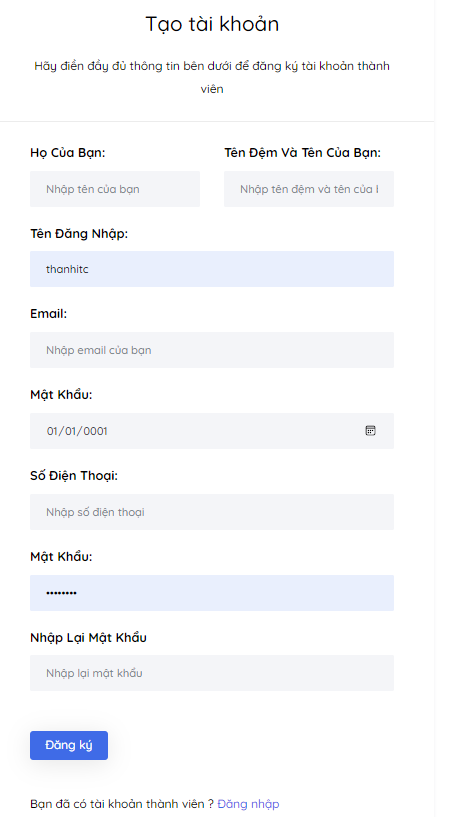 Tạo tài khoản
Hãy điền đầy đủ thông tin bên dưới để đăng ký tài khoản thành
viên
Họ Của Bạn: Tên Đệm Và Tên Của Bạn:
Nhập tên của bạn Nhập tên đệm và tên của
Tên Đăng Nhập:
thanhitc
Email:
Nhập email của bạn
Mật Khẩu:
01/01/0001
Số Điện Thoại:
Nhập số điện thoại
Mật Khẩu:
••••••••
Nhập Lại Mật Khẩu
Nhập lại mật khẩu
Đăng ký
Bạn đã có tài khoản thành viên ? Đăng nhập